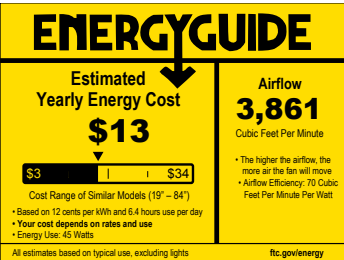 ENERGYGUIDE
Estimated
Yearly Energy Cost
$13
$3
$34
Cost Range of Similar Models (19" – 84")
• Based on 12 cents per kWh and 6.4 hours use per day
• Your cost depends on rates and use
• Energy Use: 45 Watts
All estimates based on typical use, excluding lights
Airflow
3,861
Cubic Feet Per Minute
• The higher the airflow, the
more air the fan will move
• Airflow Efficiency: 70 Cubic
Feet Per Minute Per Watt
ftc.gov/energy